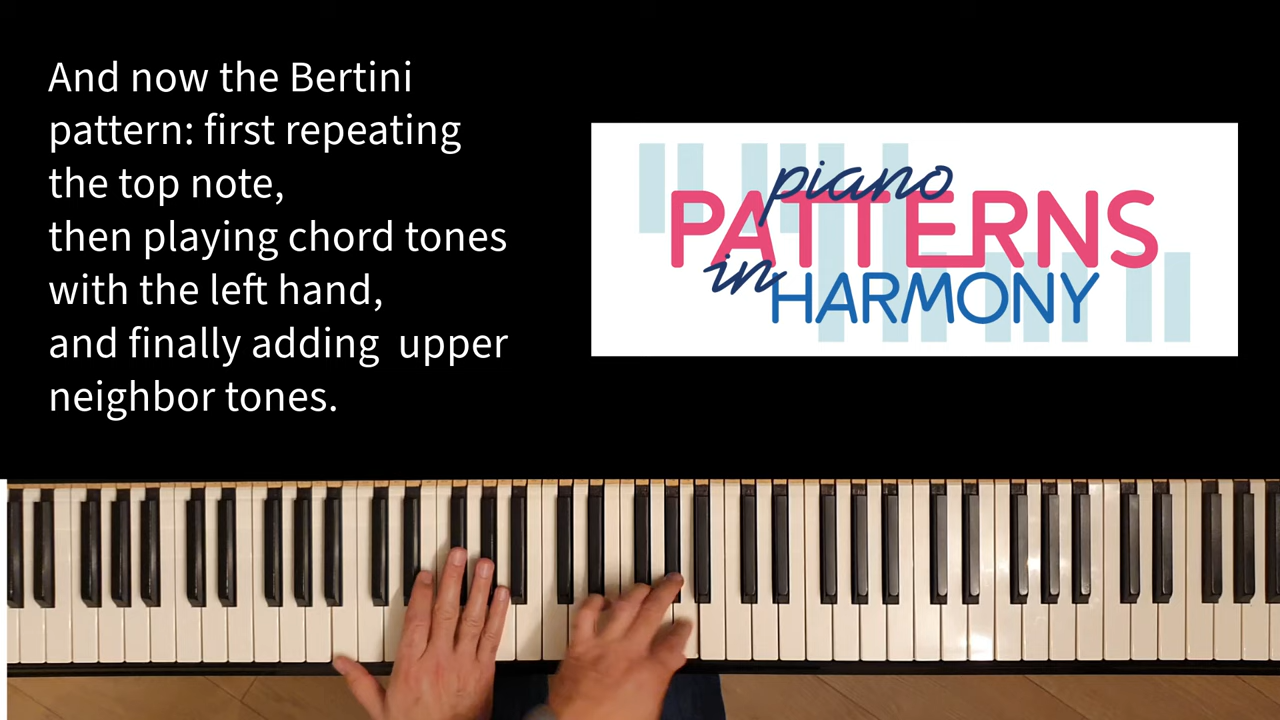 And now the Bertini
pattern: first repeating
the top note,
then playing chord tones
with the left hand,
and finally adding  upper
neighbor tones.
piano
PATTERNS
in HARMONY